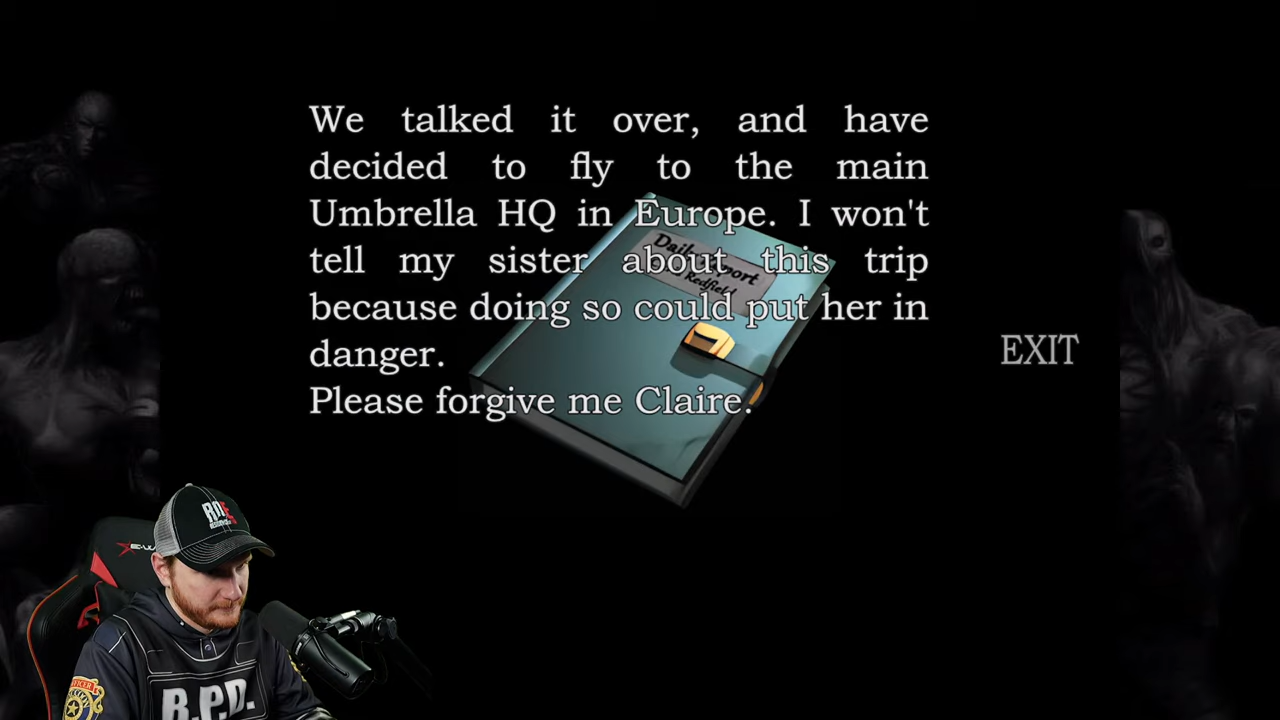 We talked it over, and have
decided to fly to the main
Umbrella HQ in Europe. I won't
tell my sister about this trip
because doing so could put her in
danger.
Please forgive me Claire.
Redfield
EXIT
R.P.D.